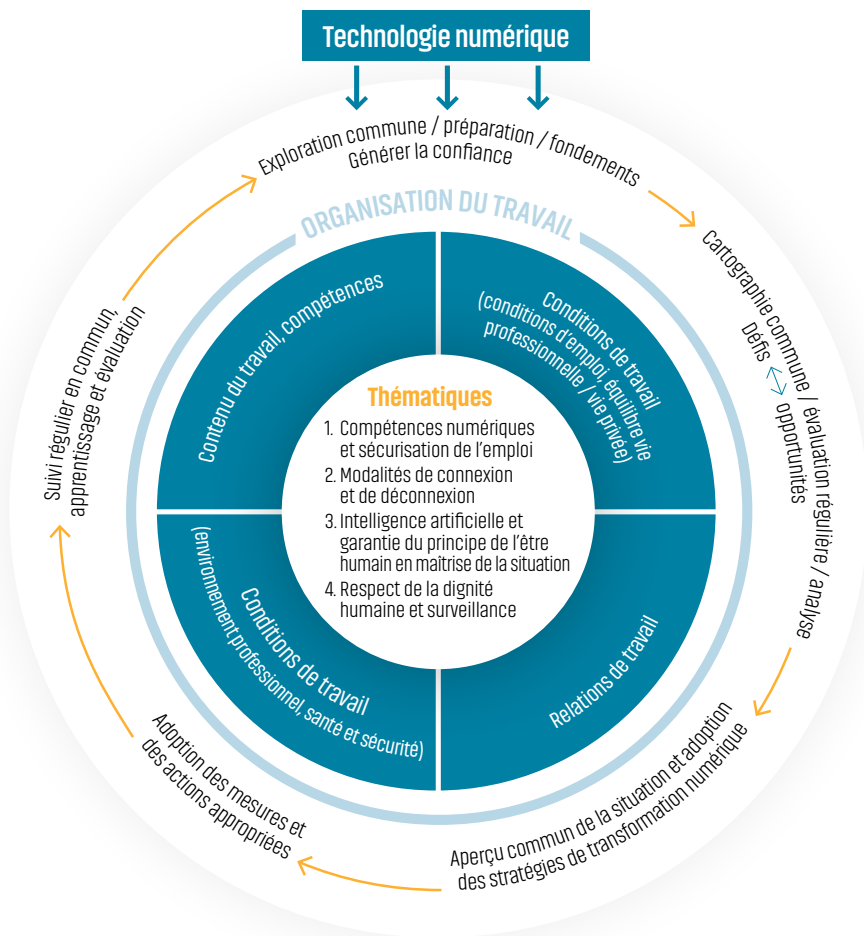 Technologie numérique
Exploration commune / préparation / fondements
Générer la confiance
Cartographie commune / évaluation régulière / analyse
Défis ↔ opportunités
Aperçu commun de la situation et adoption
des stratégies de transformation numérique
Adoption des mesures et
des actions appropriées
Suivi régulier en commun,
apprentissage et évaluation
ORGANISATION DU TRAVAIL
Contenu du travail, compétences
Conditions de travail
(conditions d'emploi, équilibre vie
professionnelle / vie privée)
Relations de travail
Conditions de travail
(environnement professionnel, santé et sécurité)
Thématiques
1. Compétences numériques
et sécurisation de l'emploi
2. Modalités de connexion
et de déconnexion
3. Intelligence artificielle et
garantie du principe de l'être
humain en maîtrise de la situation
4. Respect de la dignité
humaine et surveillance